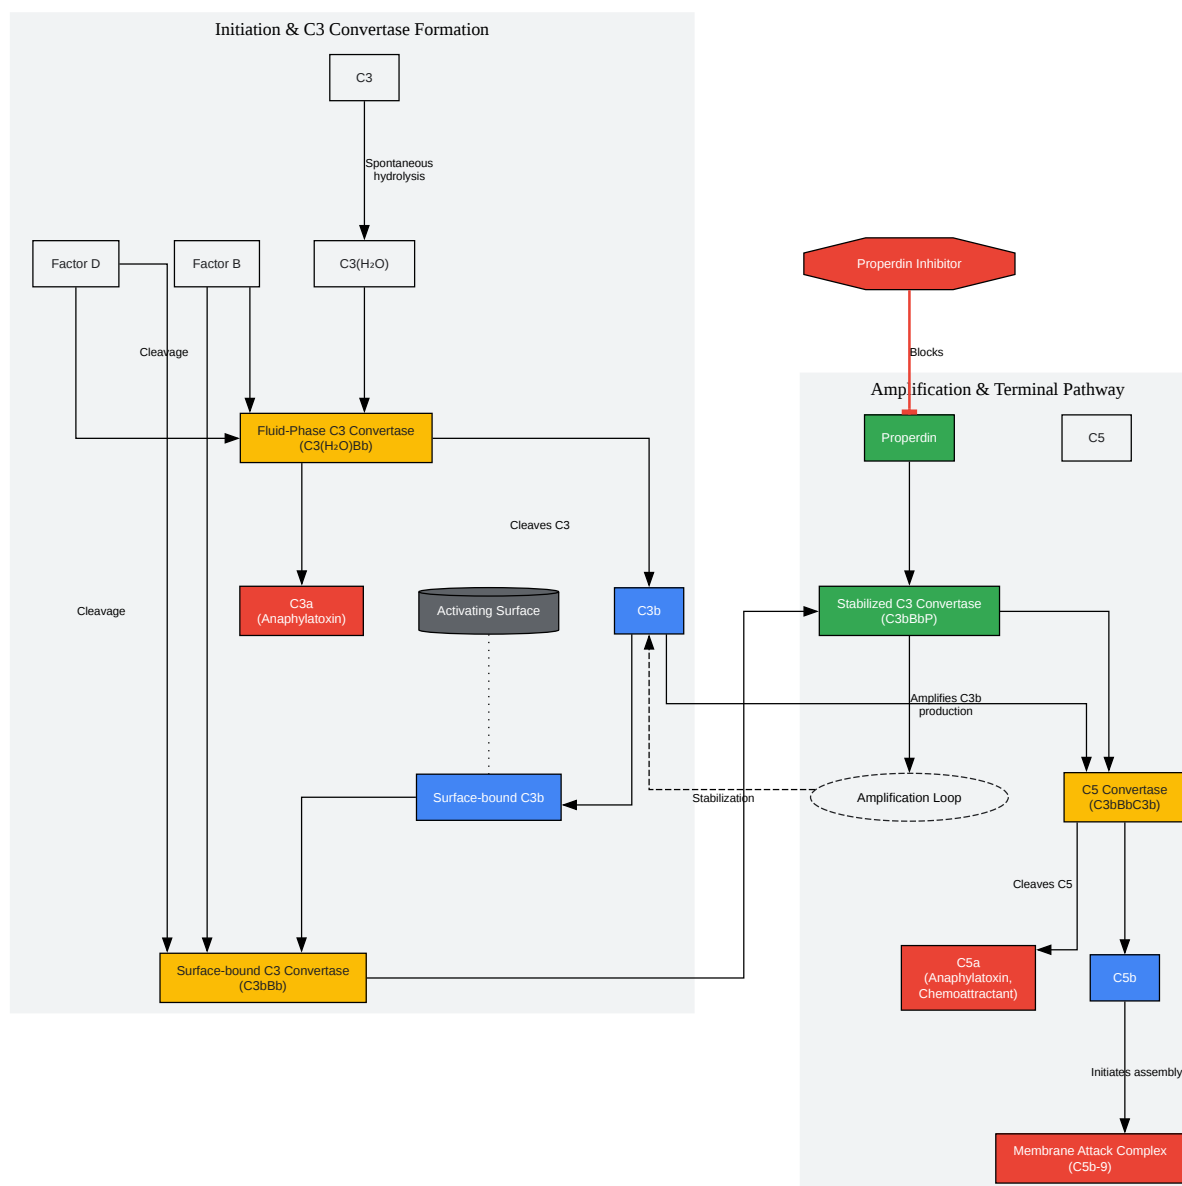 Initiation & C3 Convertase Formation
C3
Spontaneous
hydrolysis
Factor D
Factor B
C3(H₂O)
Properdin Inhibitor
Cleavage
Blocks
Amplification & Terminal Pathway
Fluid-Phase C3 Convertase
(C3(H₂O)Bb)
Properdin
C5
Cleaves C3
C3a
(Anaphylatoxin)
Activating Surface
C3b
Stabilized C3 Convertase
(C3bBbP)
Cleavage
Amplifies C3b
production
Surface-bound C3b
Stabilization
Amplification Loop
C5 Convertase
(C3bBbC3b)
Cleaves C5
Surface-bound C3 Convertase
(C3bBb)
C5a
(Anaphylatoxin,
Chemoattractant)
C5b
Initiates assembly
Membrane Attack Complex
(C5b-9)